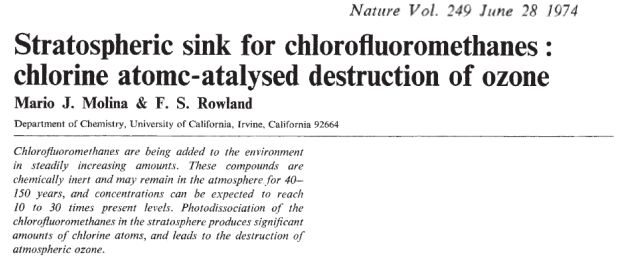 Nature Vol. 249 June 28 1974
Stratospheric sink for chlorofluoromethanes :
chlorine atomc-atalysed destruction of ozone
Mario J. Molina & F. S. Rowland
Department of Chemistry, University of California, Irvine, California 92664
Chlorofluoromethanes are being added to the environment
in steadily increasing amounts. These compounds are
chemically inert and may remain in the atmosphere for 40–
150 years, and concentrations can be expected to reach
10 to 30 times present levels. Photodissociation of the
chlorofluoromethanes in the stratosphere produces significant
amounts of chlorine atoms, and leads to the destruction of
atmospheric ozone.